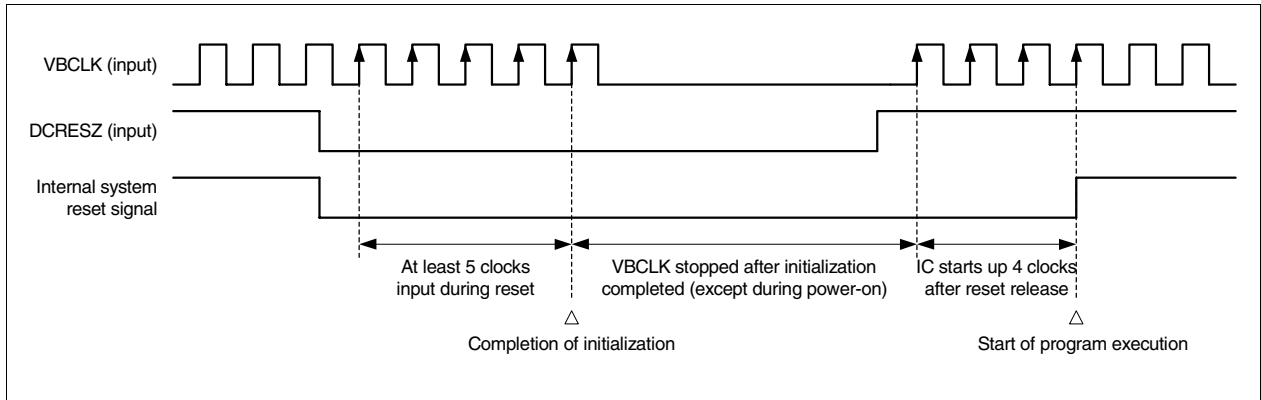 VBCLK (input)
DCRESZ (input)
Internal system
reset signal
At least 5 clocks
input during reset
VBCLK stopped after initialization
completed (except during power-on)
IC starts up 4 clocks
after reset release
Completion of initialization
Start of program execution